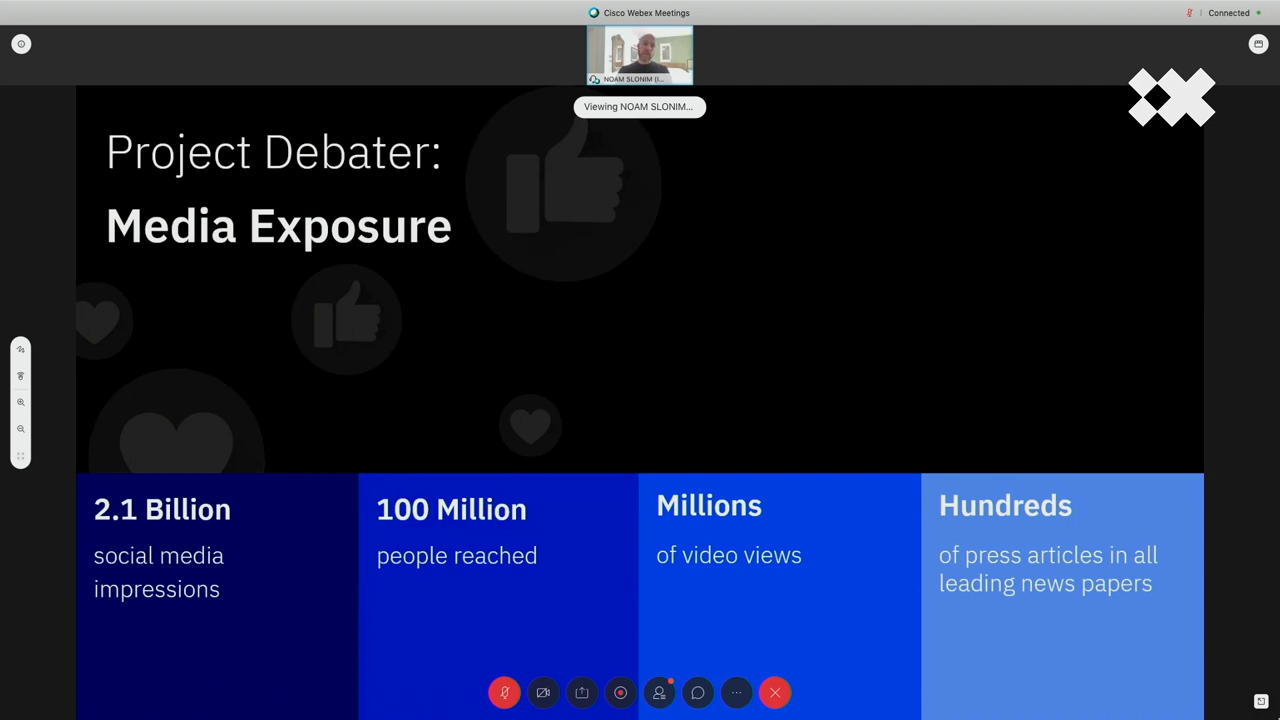 Cisco Webex Meetings
Connected
NOAM SLONIM (I...
Viewing NOAM SLONIM...
Project Debater:
Media Exposure
2.1 Billion
social media
impressions
100 Million
people reached
Millions
of video views
Hundreds
of press articles in all
leading news papers